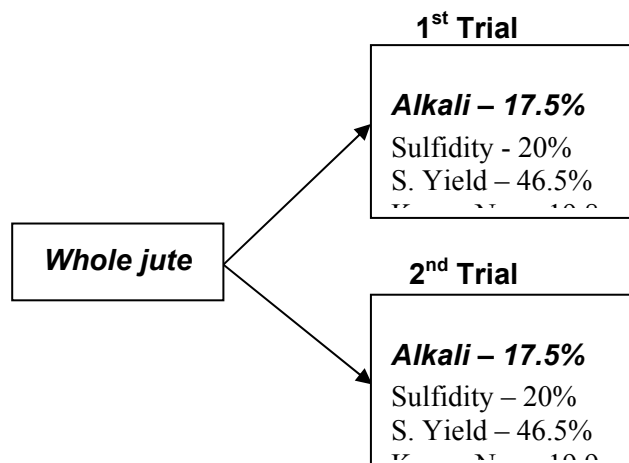 1st Trial
Alkali – 17.5%
Sulfidity - 20%
S. Yield – 46.5%
Whole jute
2nd Trial
Alkali – 17.5%
Sulfidity – 20%
S. Yield – 46.5%